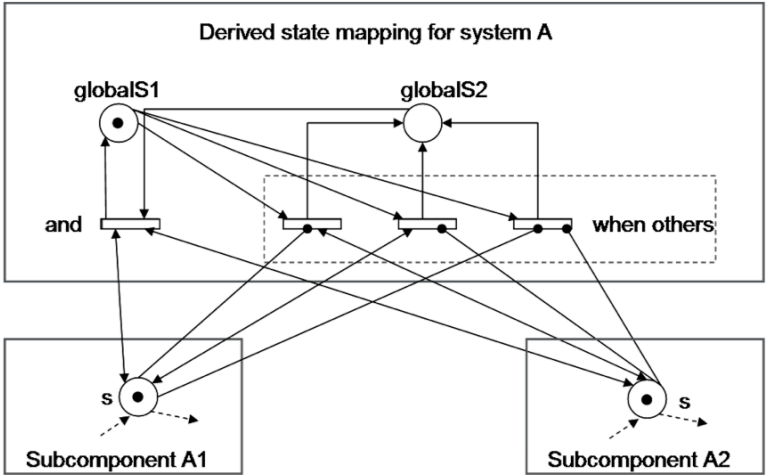 Derived state mapping for system A
globalS1
globalS2
and
when others
s
s
Subcomponent A1
Subcomponent A2